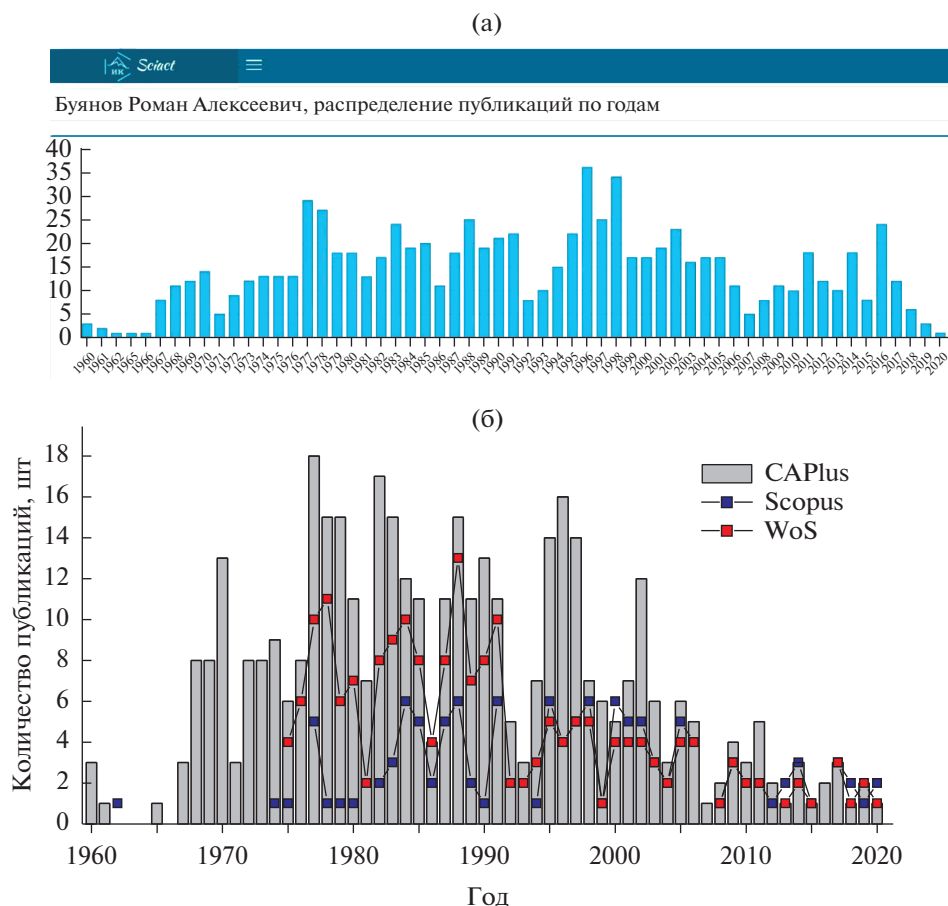 (а)
ИК Sciact
Буянов Роман Алексеевич, распределение публикаций по годам
40
35
30
25
20
15
10
5
0
1960 1961 1962 1965 1966 1967 1968 1969 1970 1971 1972 1973 1974 1975 1976 1977 1978 1979 1980 1981 1982 1983 1984 1985 1986 1987 1988 1989 1990 1991 1992 1993 1994 1995 1996 1997 1998 1999 2000 2001 2002 2003 2004 2005 2006 2007 2008 2009 2010 2011 2012 2013 2014 2015 2016 2017 2018 2019 2020
(б)
Количество публикаций, шт
18
16
14
12
10
8
6
4
2
0
CAPlus
Scopus
WoS
1960 1970 1980 1990 2000 2010 2020
Год